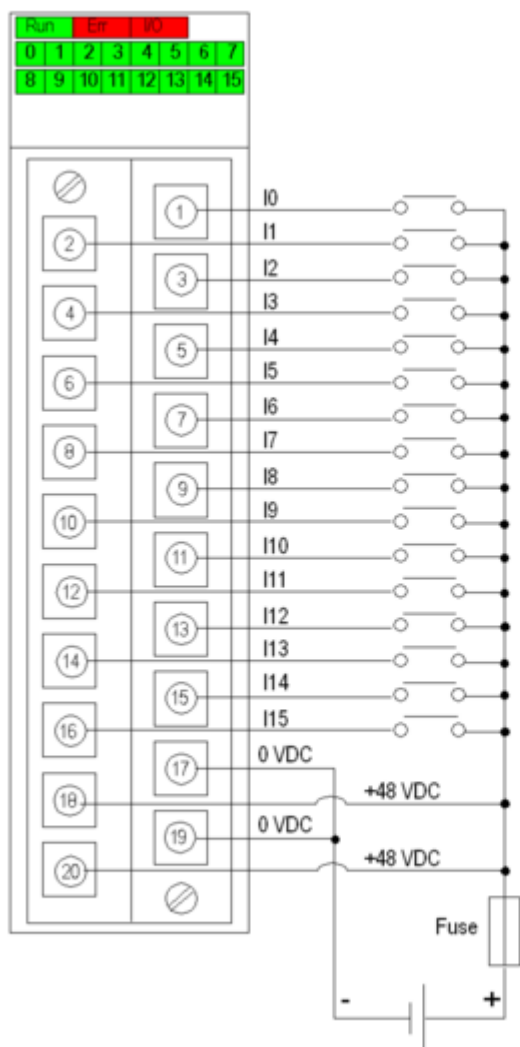 Run Err I/O
0 1 2 3 4 5 6 7
8 9 10 11 12 13 14 15
1 I0
2 I1
3 I2
4 I3
5 I4
6 I5
7 I6
8 I7
9 I8
10 I9
11 I10
12 I11
13 I12
14 I13
15 I14
16 I15
17 0 VDC
18 +48 VDC
19 0 VDC
20 +48 VDC
Fuse
- +